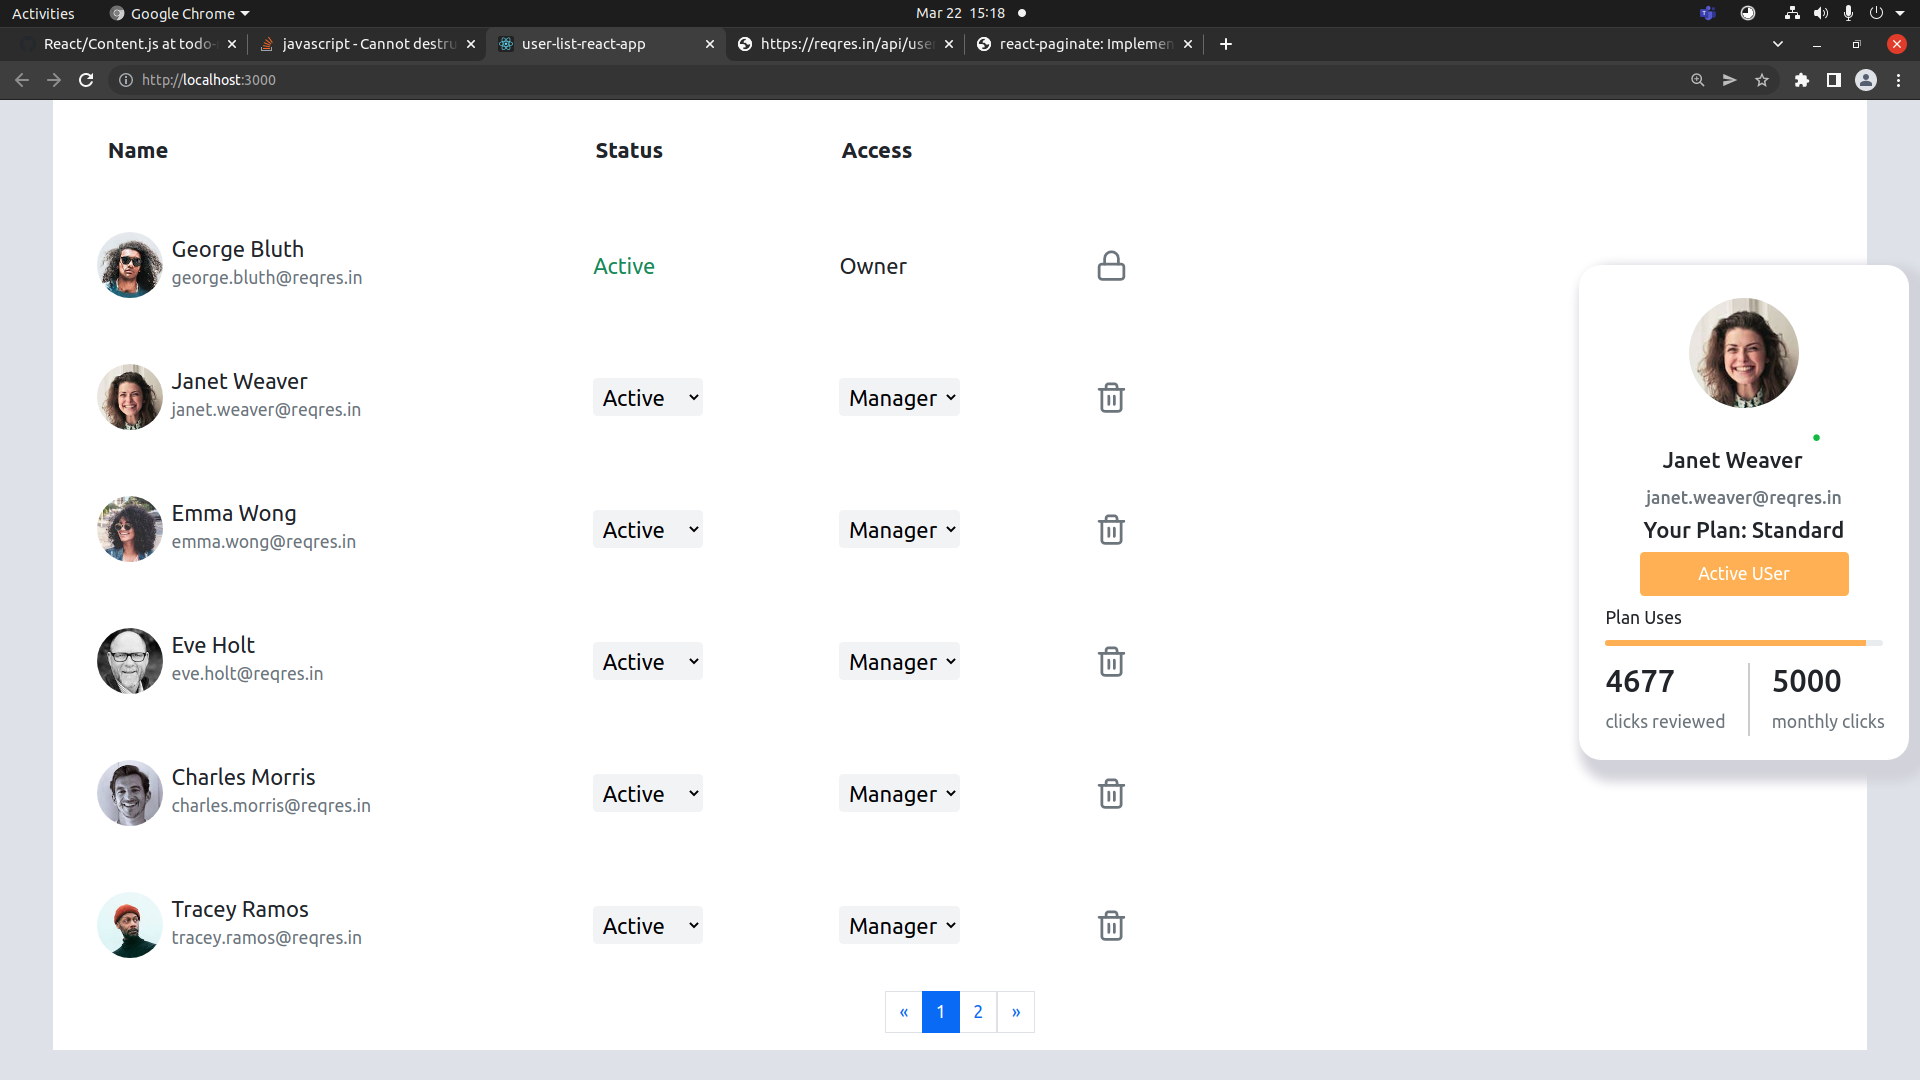 Activities Google Chrome Mar 22 15:18
React/Content.js at todo- javascript - Cannot destru user-list-react-app https://reqres.in/api/use react-paginate: Implemen
http://localhost:3000
Name Status Access
George Bluth
george.bluth@reqres.in
Active Owner
Janet Weaver
janet.weaver@reqres.in
Active Manager
Emma Wong
emma.wong@reqres.in
Active Manager
Eve Holt
eve.holt@reqres.in
Active Manager
Charles Morris
charles.morris@reqres.in
Active Manager
Tracey Ramos
tracey.ramos@reqres.in
Active Manager
« 1 2 »
Janet Weaver
janet.weaver@reqres.in
Your Plan: Standard
Active USer
Plan Uses
4677 5000
clicks reviewed monthly clicks